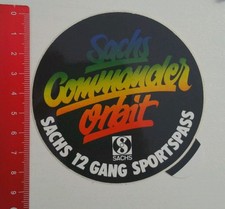 Sachs
Commander
Orbit
SACHS 12 GANG SPORTSPASS
S
SACHS